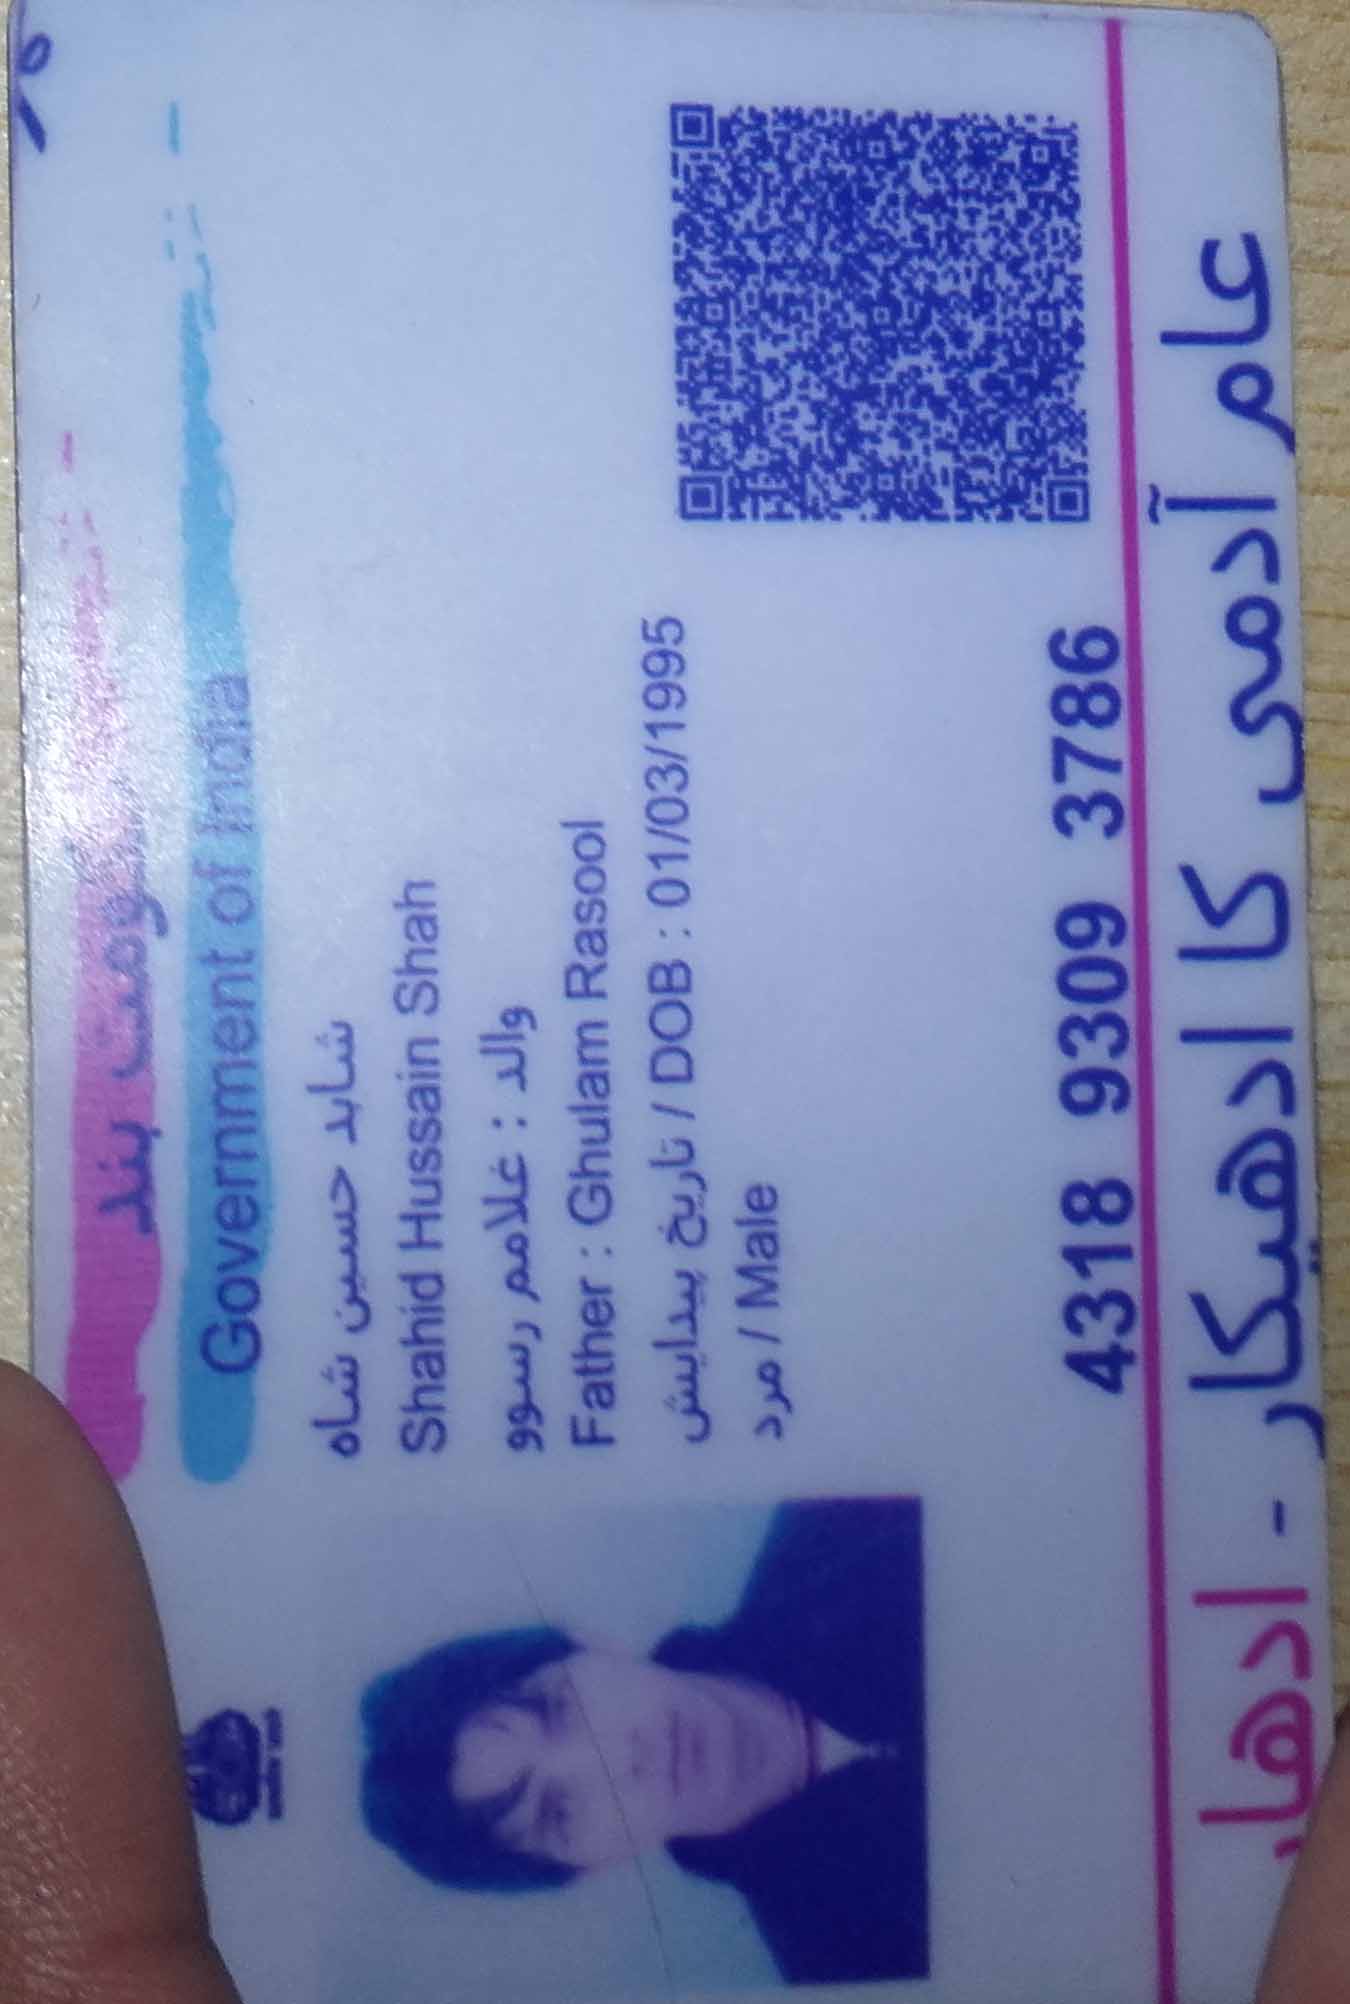 حکومت ہند
Government of India
شاہد حسین شاہ
Shahid Hussain Shah
والد : غلامم رسوو
Father : Ghulam Rasool
تاریخ پیدایش / DOB : 01/03/1995
مرد / Male
4318 9309 3786
ادھار - عام آدمی کا ادھیکار